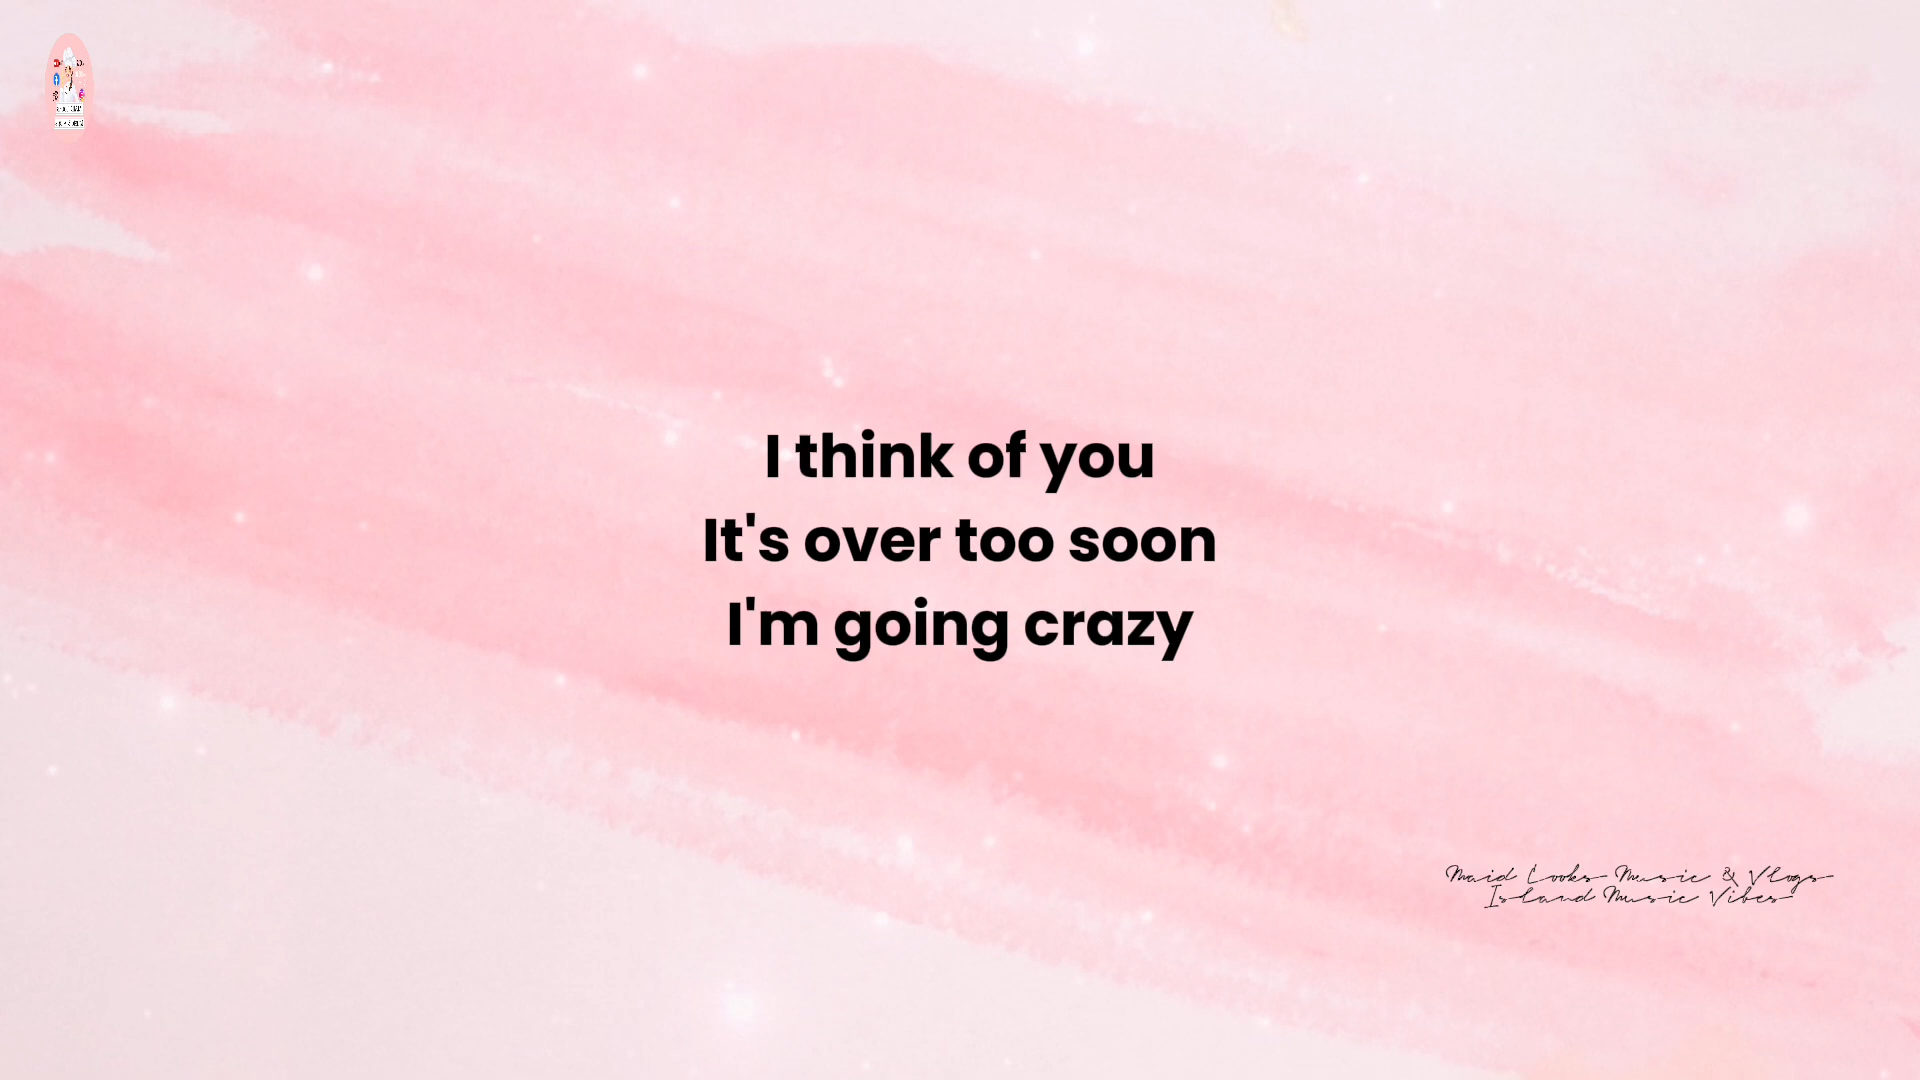 I think of you
It's over too soon
I'm going crazy
Maid Looks Music & Vlogs
Island Music Vibes